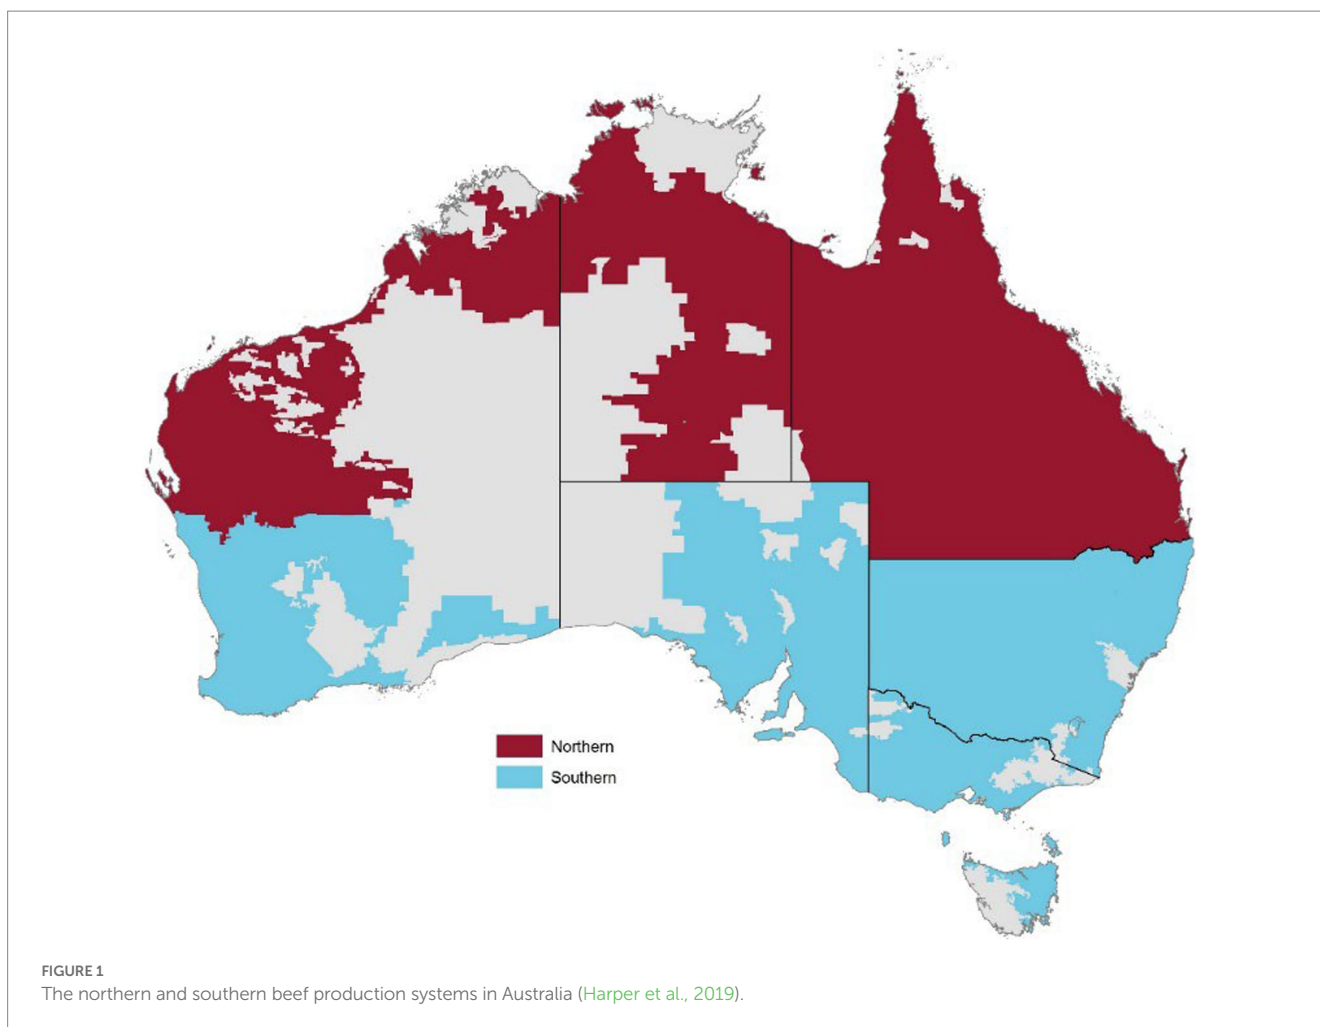 Northern
Southern
FIGURE 1
The northern and southern beef production systems in Australia (Harper et al., 2019).